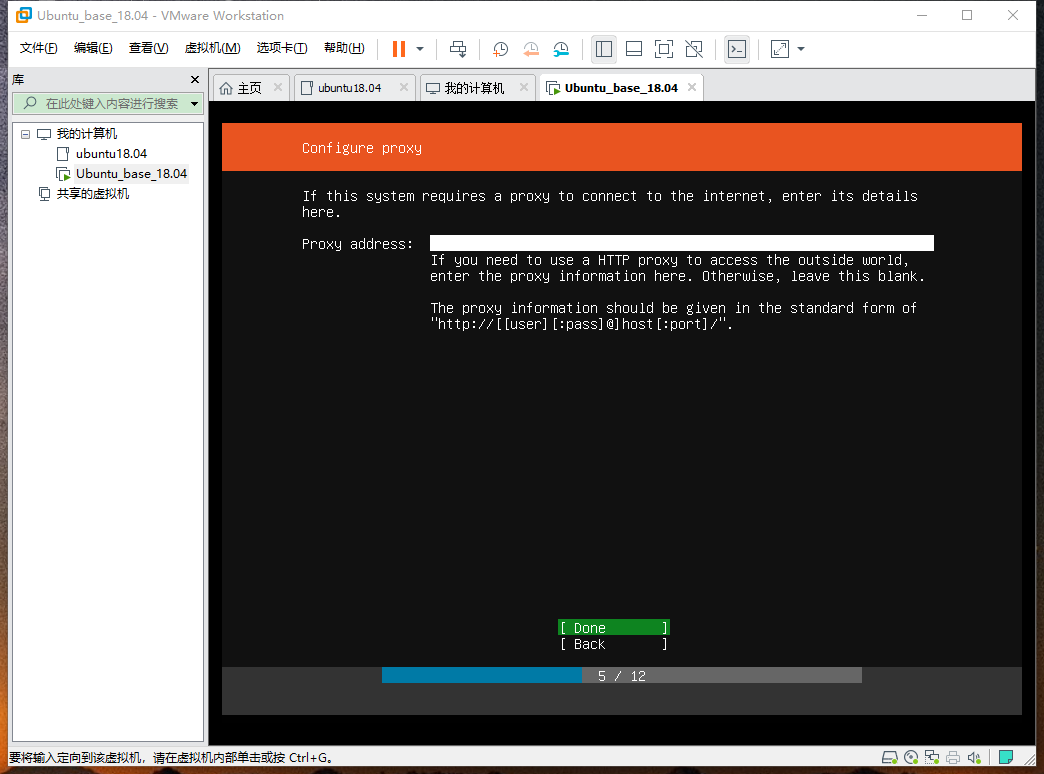 Ubuntu_base_18.04 - VMware Workstation
文件(F) 编辑(E) 查看(V) 虚拟机(M) 选项卡(T) 帮助(H)
库
主页 ubuntu18.04 我的计算机 Ubuntu_base_18.04
在此处键入内容进行搜索
我的计算机
ubuntu18.04
Ubuntu_base_18.04
共享的虚拟机
Configure proxy
If this system requires a proxy to connect to the internet, enter its details
here.
Proxy address:
If you need to use a HTTP proxy to access the outside world,
enter the proxy information here. Otherwise, leave this blank.
The proxy information should be given in the standard form of
"http://[[user][:pass]@]host[:port]/".
[ Done ]
[ Back ]
5 / 12
要将输入定向到该虚拟机，请在虚拟机内部单击或按 Ctrl+G。